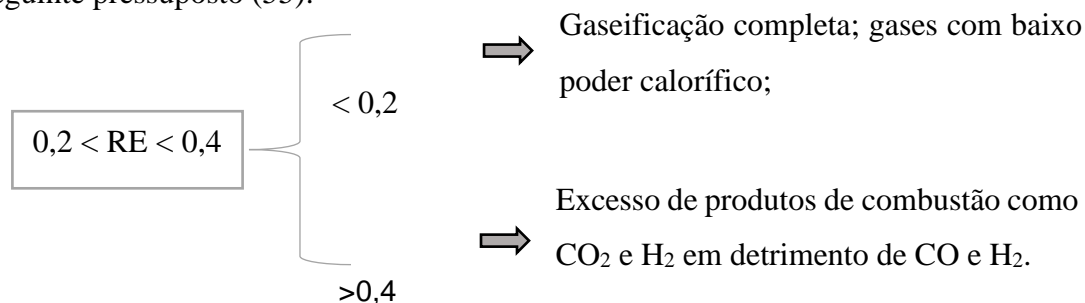 seguinte pressuposto (55):
Gaseificação completa; gases com baixo
poder calorífico;
< 0,2
0,2 < RE < 0,4
Excesso de produtos de combustão como
CO₂ e H₂ em detrimento de CO e H₂.
>0,4